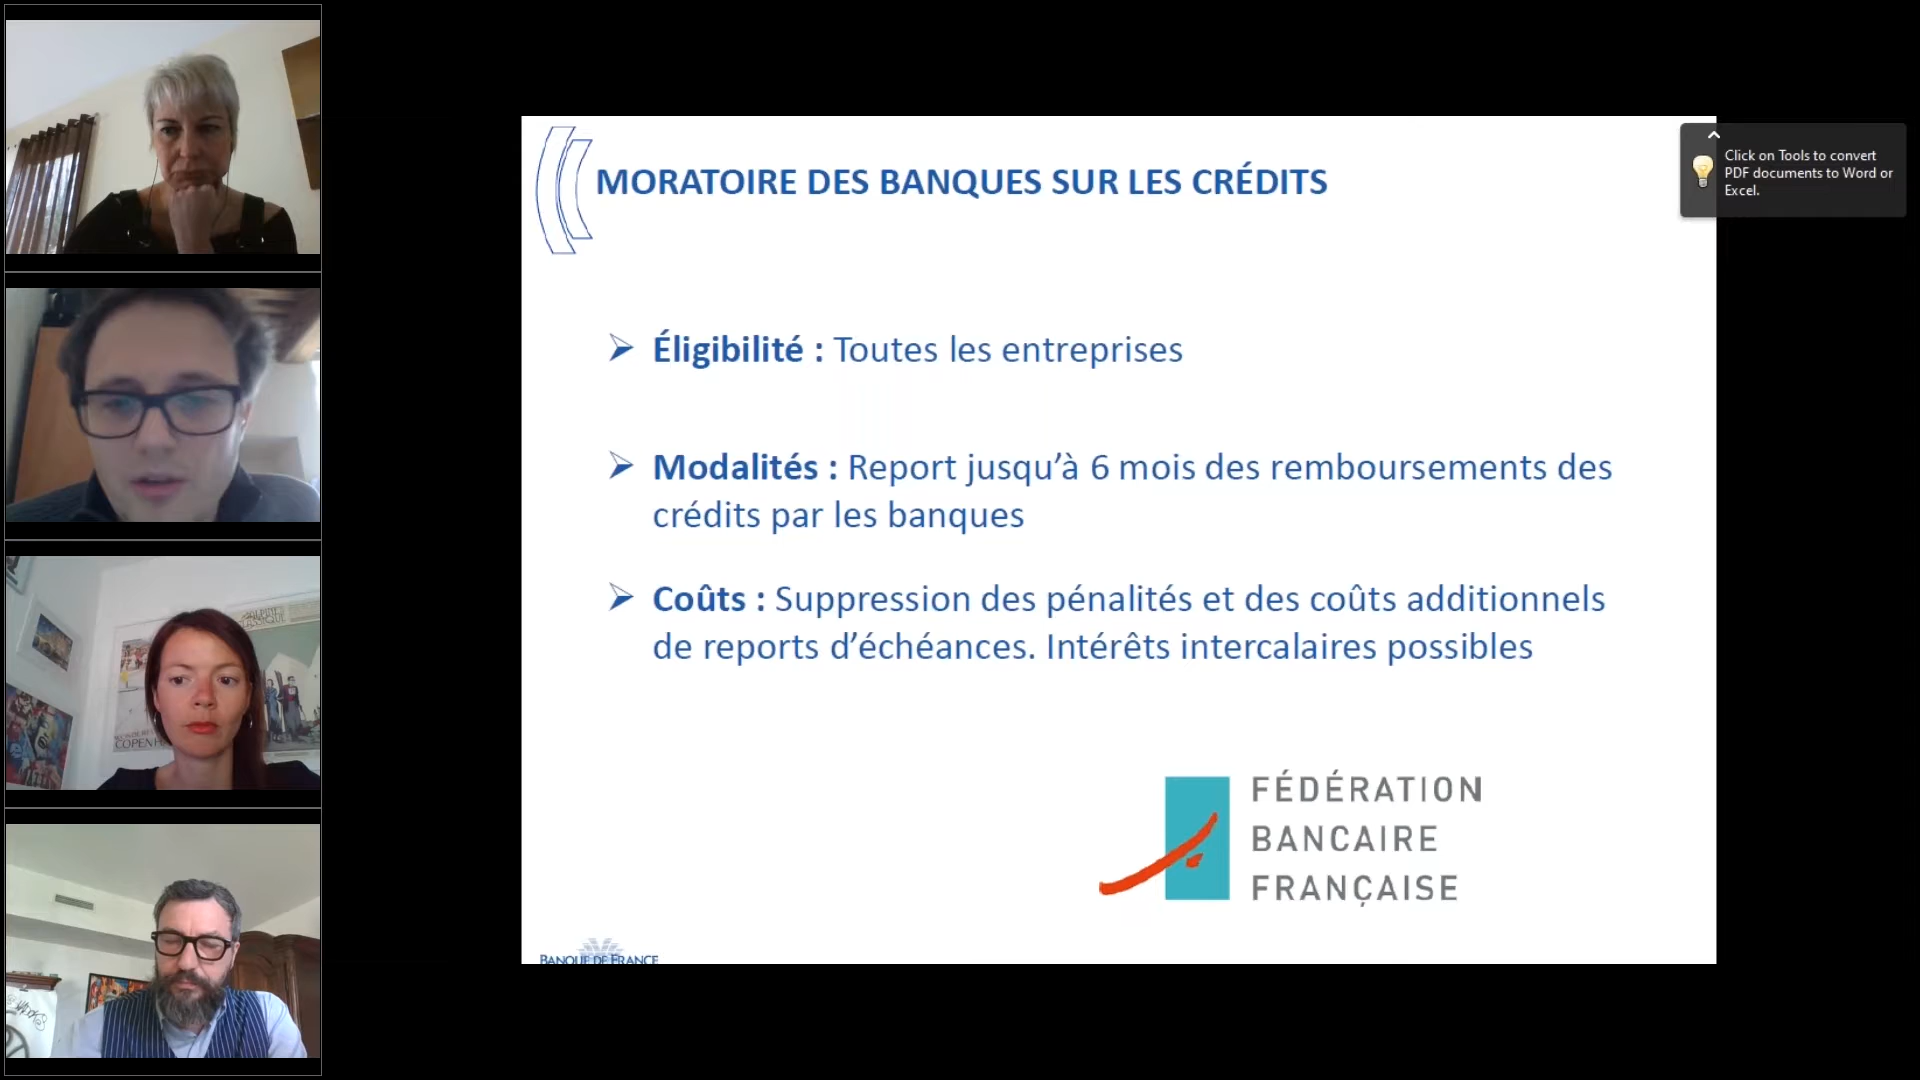 MORATOIRE DES BANQUES SUR LES CRÉDITS
Éligibilité : Toutes les entreprises
Modalités : Report jusqu’à 6 mois des remboursements des
crédits par les banques
Coûts : Suppression des pénalités et des coûts additionnels
de reports d’échéances. Intérêts intercalaires possibles
FÉDÉRATION
BANCAIRE
FRANÇAISE
BANQUE DE FRANCE
Click on Tools to convert
PDF documents to Word or
Excel.